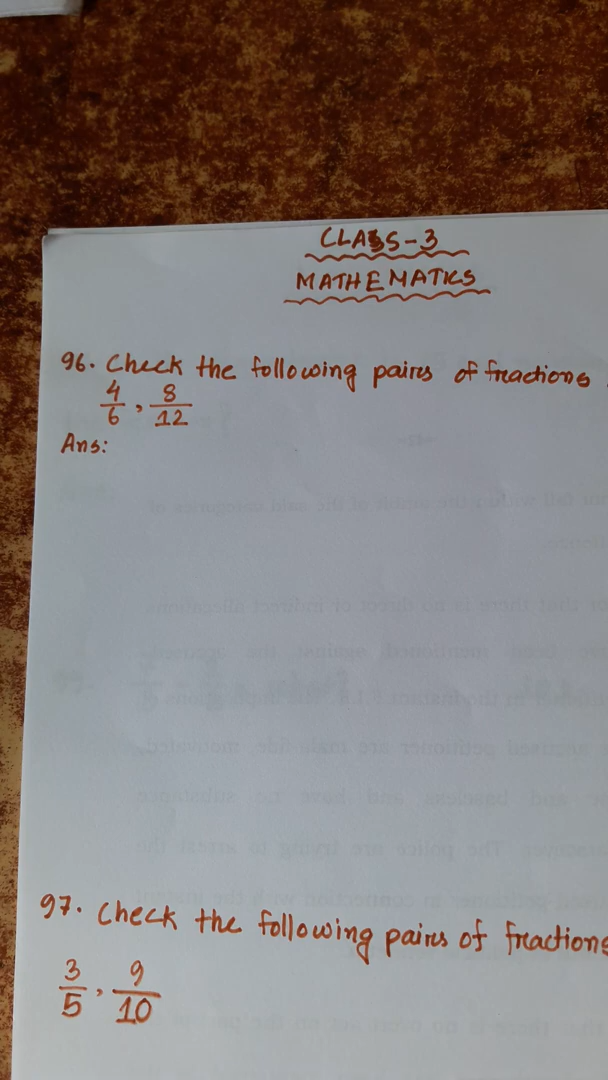 CLASS-3
MATHEMATICS
96. Check the following pairs of fractions
4/6, 8/12
Ans:
97. Check the following pairs of fractions
3/5, 9/10